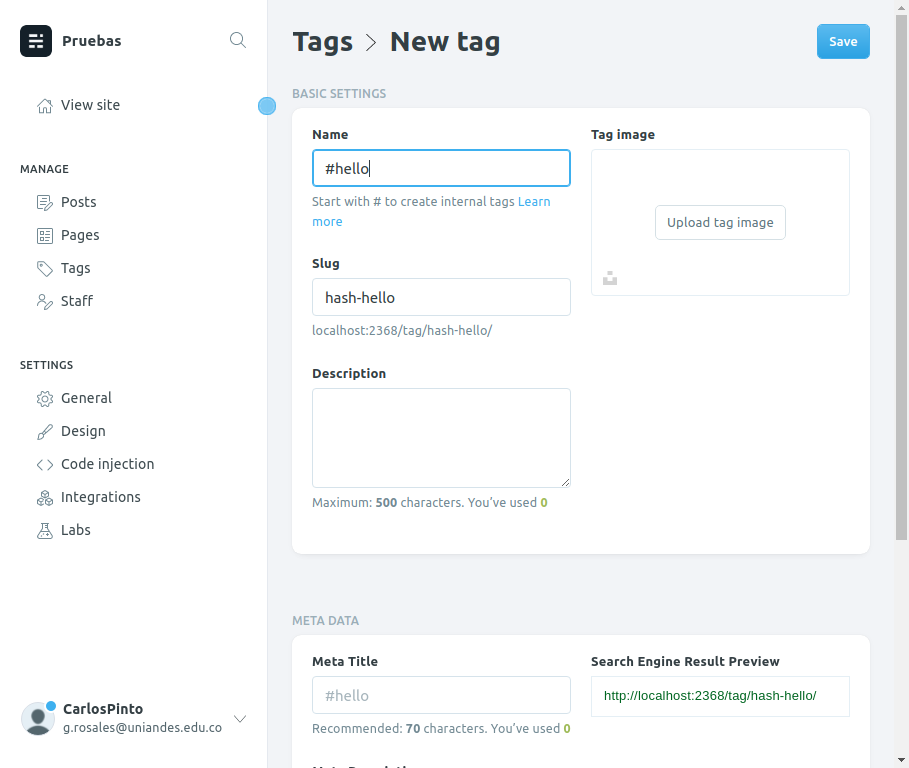 Pruebas
View site
MANAGE
Posts
Pages
Tags
Staff
SETTINGS
General
Design
Code injection
Integrations
Labs
CarlosPinto
g.rosales@uniandes.edu.co
Tags > New tag
Save
BASIC SETTINGS
Name
#hello
Start with # to create internal tags Learn
more
Slug
hash-hello
localhost:2368/tag/hash-hello/
Description
Maximum: 500 characters. You’ve used 0
Tag image
Upload tag image
META DATA
Meta Title
#hello
Recommended: 70 characters. You’ve used 0
Search Engine Result Preview
http://localhost:2368/tag/hash-hello/